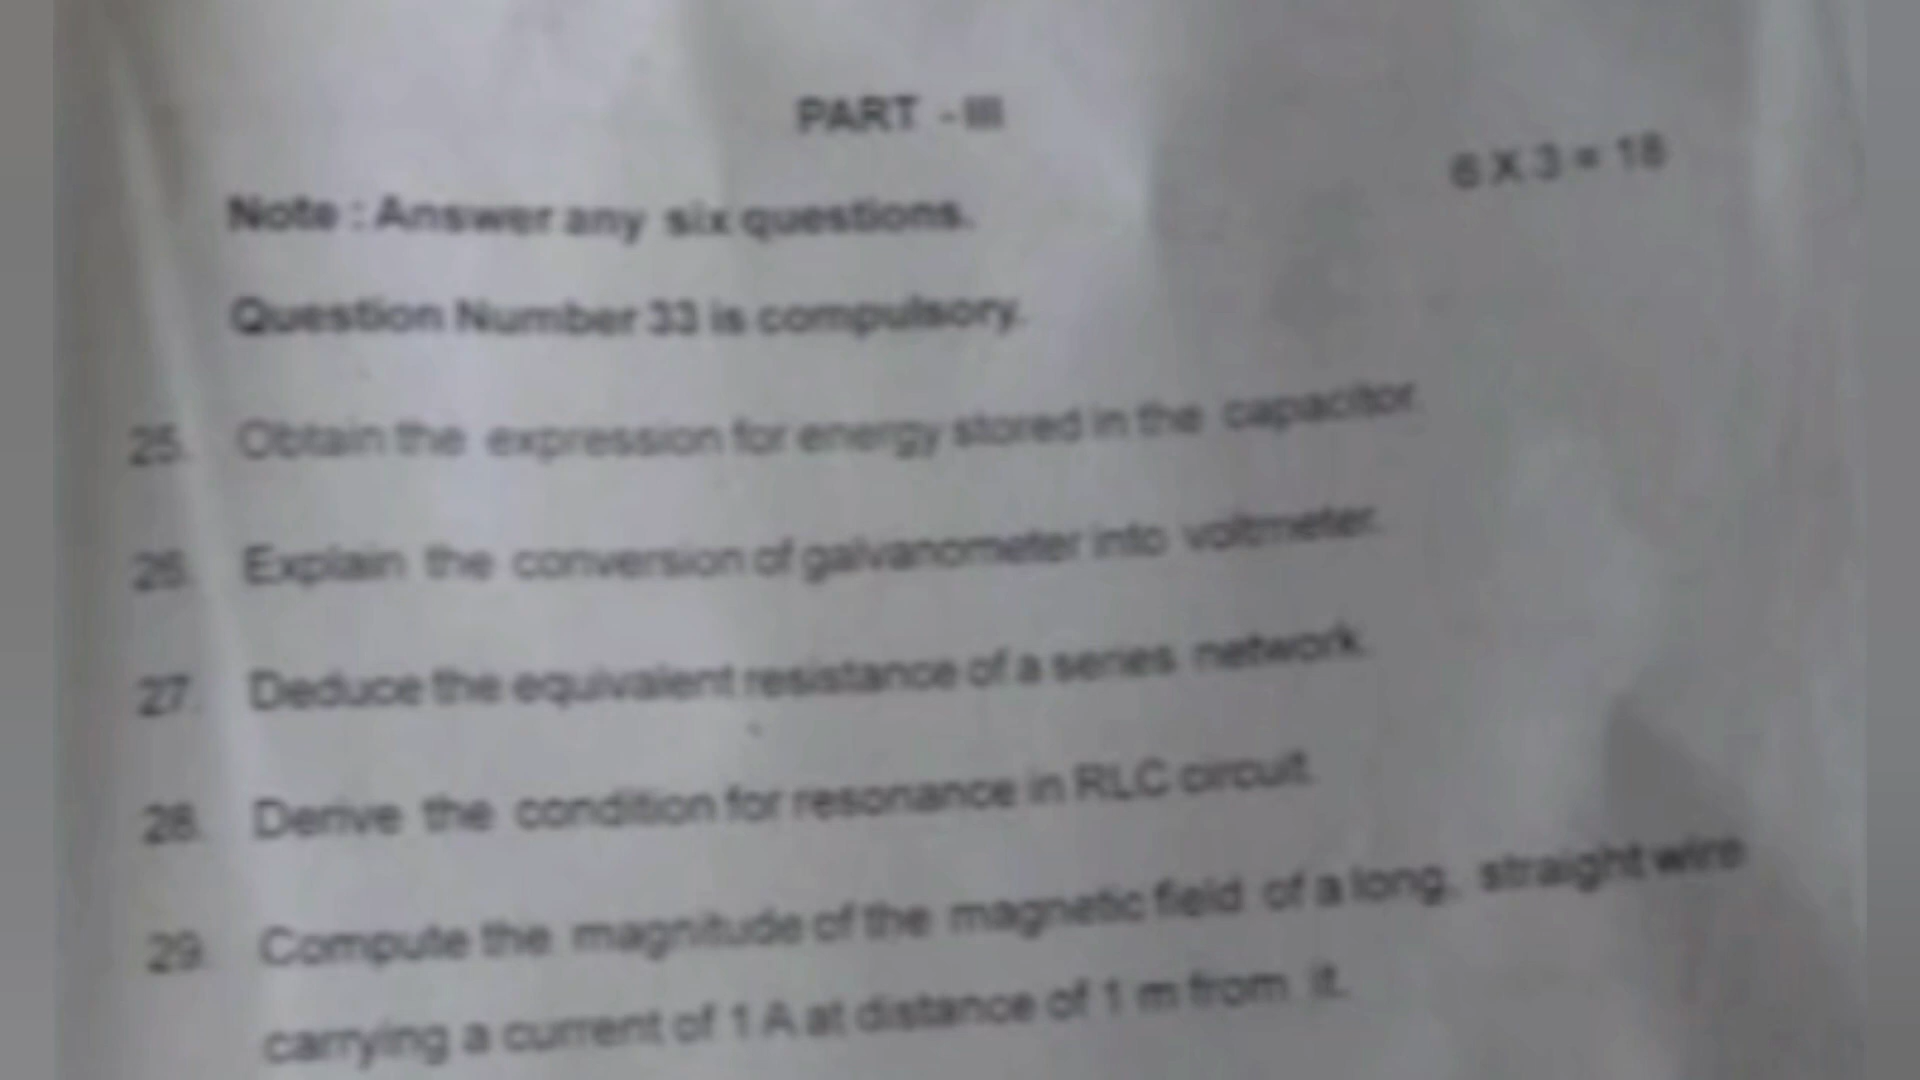 PART - III
6 X 3 = 18
Note : Answer any six questions.
Question Number 33 is compulsory.
25. Obtain the expression for energy stored in the capacitor.
26. Explain the conversion of galvanometer into voltmeter.
27. Deduce the equivalent resistance of a series network.
28. Derive the condition for resonance in RLC circuit.
29. Compute the magnitude of the magnetic field of a long, straight wire
carrying a current of 1 A at distance of 1 m from it.